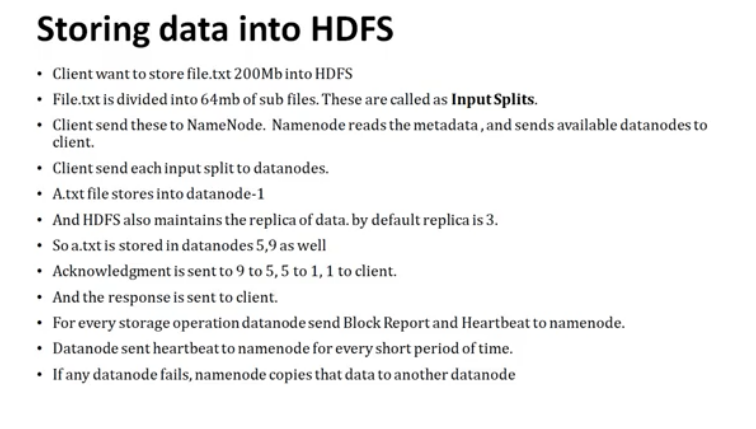 Storing data into HDFS
• Client want to store file.txt 200Mb into HDFS
• File.txt is divided into 64mb of sub files. These are called as Input Splits.
• Client send these to NameNode. Namenode reads the metadata , and sends available datanodes to
client.
• Client send each input split to datanodes.
• A.txt file stores into datanode-1
• And HDFS also maintains the replica of data. by default replica is 3.
• So a.txt is stored in datanodes 5,9 as well
• Acknowledgment is sent to 9 to 5, 5 to 1, 1 to client.
• And the response is sent to client.
• For every storage operation datanode send Block Report and Heartbeat to namenode.
• Datanode sent heartbeat to namenode for every short period of time.
• If any datanode fails, namenode copies that data to another datanode